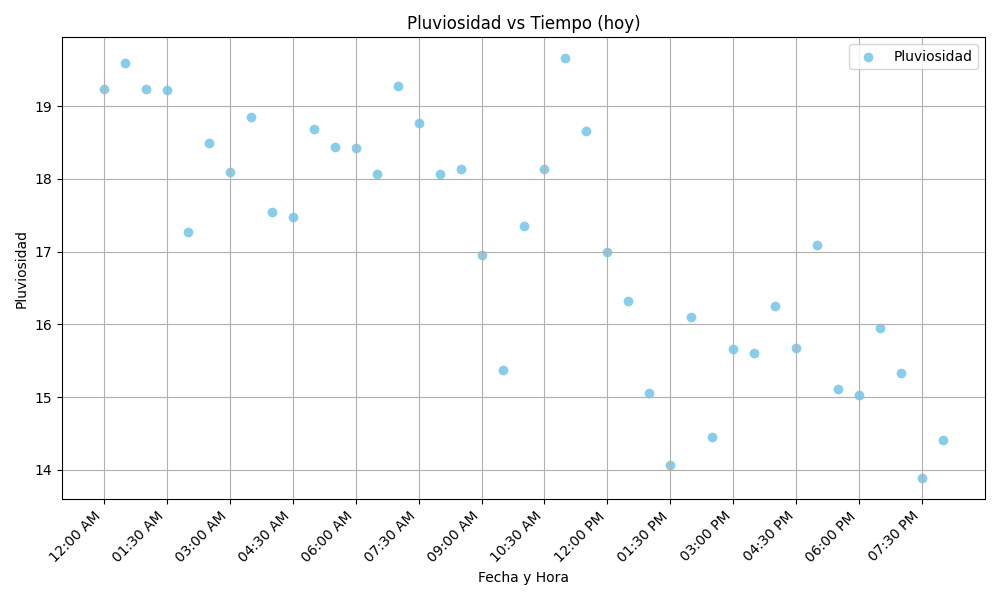 Pluviosidad vs Tiempo (hoy)
Pluviosidad
19
18
17
16
15
14
Pluviosidad
12:00 AM
01:30 AM
03:00 AM
04:30 AM
06:00 AM
07:30 AM
09:00 AM
10:30 AM
12:00 PM
01:30 PM
03:00 PM
04:30 PM
06:00 PM
07:30 PM
Fecha y Hora